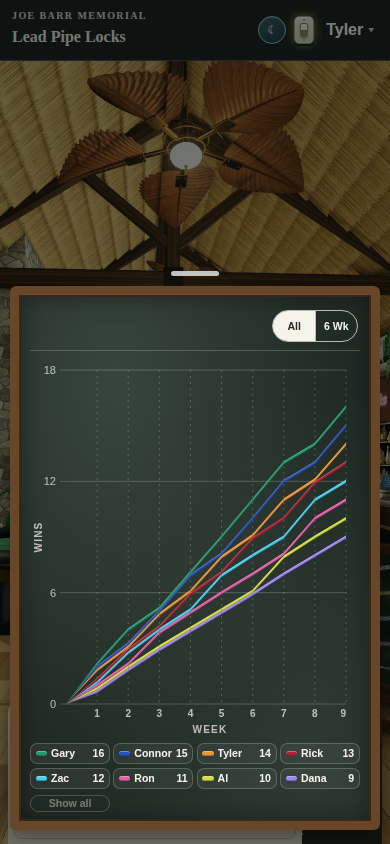 JOE BARR MEMORIAL
Lead Pipe Locks
Tyler
All
6 Wk
18
12
6
0
WINS
1 2 3 4 5 6 7 8 9
WEEK
Gary 16
Connor 15
Tyler 14
Rick 13
Zac 12
Ron 11
Al 10
Dana 9
Show all